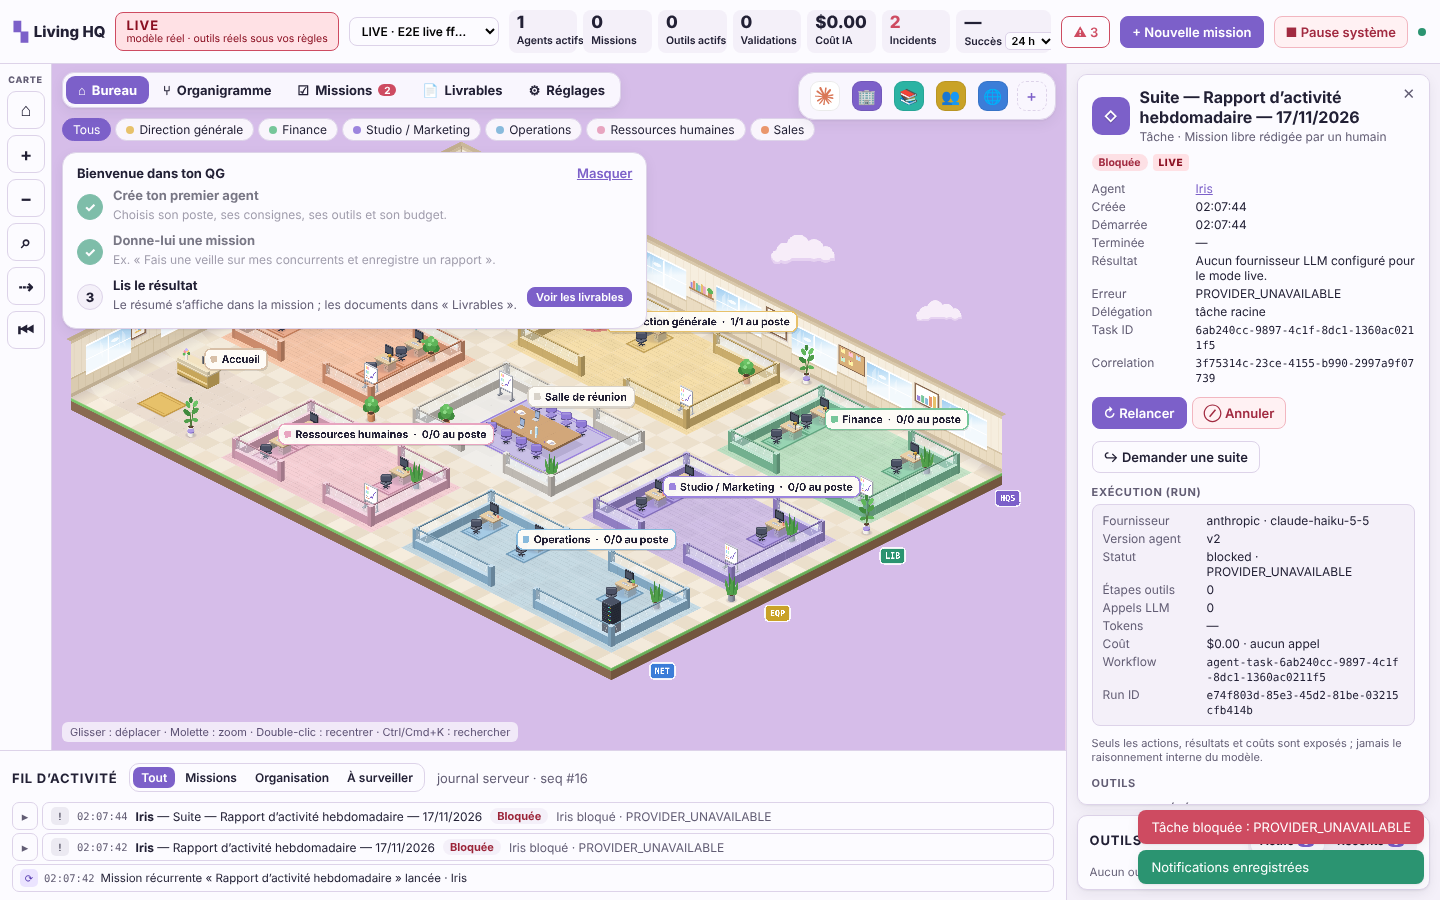 Living HQ
LIVE
modèle réel · outils réels sous vos règles
LIVE · E2E live ff...
1
Agents actifs
0
Missions
0
Outils actifs
0
Validations
$0.00
Coût IA
2
Incidents
—
Succès 24 h
3
+ Nouvelle mission
Pause système
CARTE
Bureau
Organigramme
Missions 2
Livrables
Réglages
Tous
Direction générale
Finance
Studio / Marketing
Operations
Ressources humaines
Sales
Bienvenue dans ton QG
Masquer
Crée ton premier agent
Choisis son poste, ses consignes, ses outils et son budget.
Donne-lui une mission
Ex. « Fais une veille sur mes concurrents et enregistre un rapport ».
3
Lis le résultat
Le résumé s’affiche dans la mission ; les documents dans « Livrables ».
Voir les livrables
ction générale · 1/1 au poste
Accueil
Salle de réunion
Finance · 0/0 au poste
Ressources humaines · 0/0 au poste
Studio / Marketing · 0/0 au poste
HQS
Operations · 0/0 au poste
LIB
EQP
NET
Glisser : déplacer · Molette : zoom · Double-clic : recentrer · Ctrl/Cmd+K : rechercher
FIL D’ACTIVITÉ
Tout
Missions
Organisation
À surveiller
journal serveur · seq #16
! 02:07:44 Iris — Suite — Rapport d’activité hebdomadaire — 17/11/2026 Bloquée Iris bloqué · PROVIDER_UNAVAILABLE
! 02:07:42 Iris — Rapport d’activité hebdomadaire — 17/11/2026 Bloquée Iris bloqué · PROVIDER_UNAVAILABLE
02:07:42 Mission récurrente « Rapport d’activité hebdomadaire » lancée · Iris
Suite — Rapport d’activité
hebdomadaire — 17/11/2026
Tâche · Mission libre rédigée par un humain
Bloquée LIVE
Agent Iris
Créée 02:07:44
Démarrée 02:07:44
Terminée —
Résultat Aucun fournisseur LLM configuré pour
le mode live.
Erreur PROVIDER_UNAVAILABLE
Délégation tâche racine
Task ID 6ab240cc-9897-4c1f-8dc1-1360ac021
1f5
Correlation 3f75314c-23ce-4155-b990-2997a9f07
739
Relancer
Annuler
Demander une suite
EXÉCUTION (RUN)
Fournisseur anthropic · claude-haiku-5-5
Version agent v2
Statut blocked ·
PROVIDER_UNAVAILABLE
Étapes outils 0
Appels LLM 0
Tokens —
Coût $0.00 · aucun appel
Workflow agent-task-6ab240cc-9897-4c1f
-8dc1-1360ac0211f5
Run ID e74f803d-85e3-45d2-81be-03215
cfb414b
Seuls les actions, résultats et coûts sont exposés ; jamais le
raisonnement interne du modèle.
OUTILS
Tâche bloquée : PROVIDER_UNAVAILABLE
OUTILS
Notifications enregistrées
Aucun